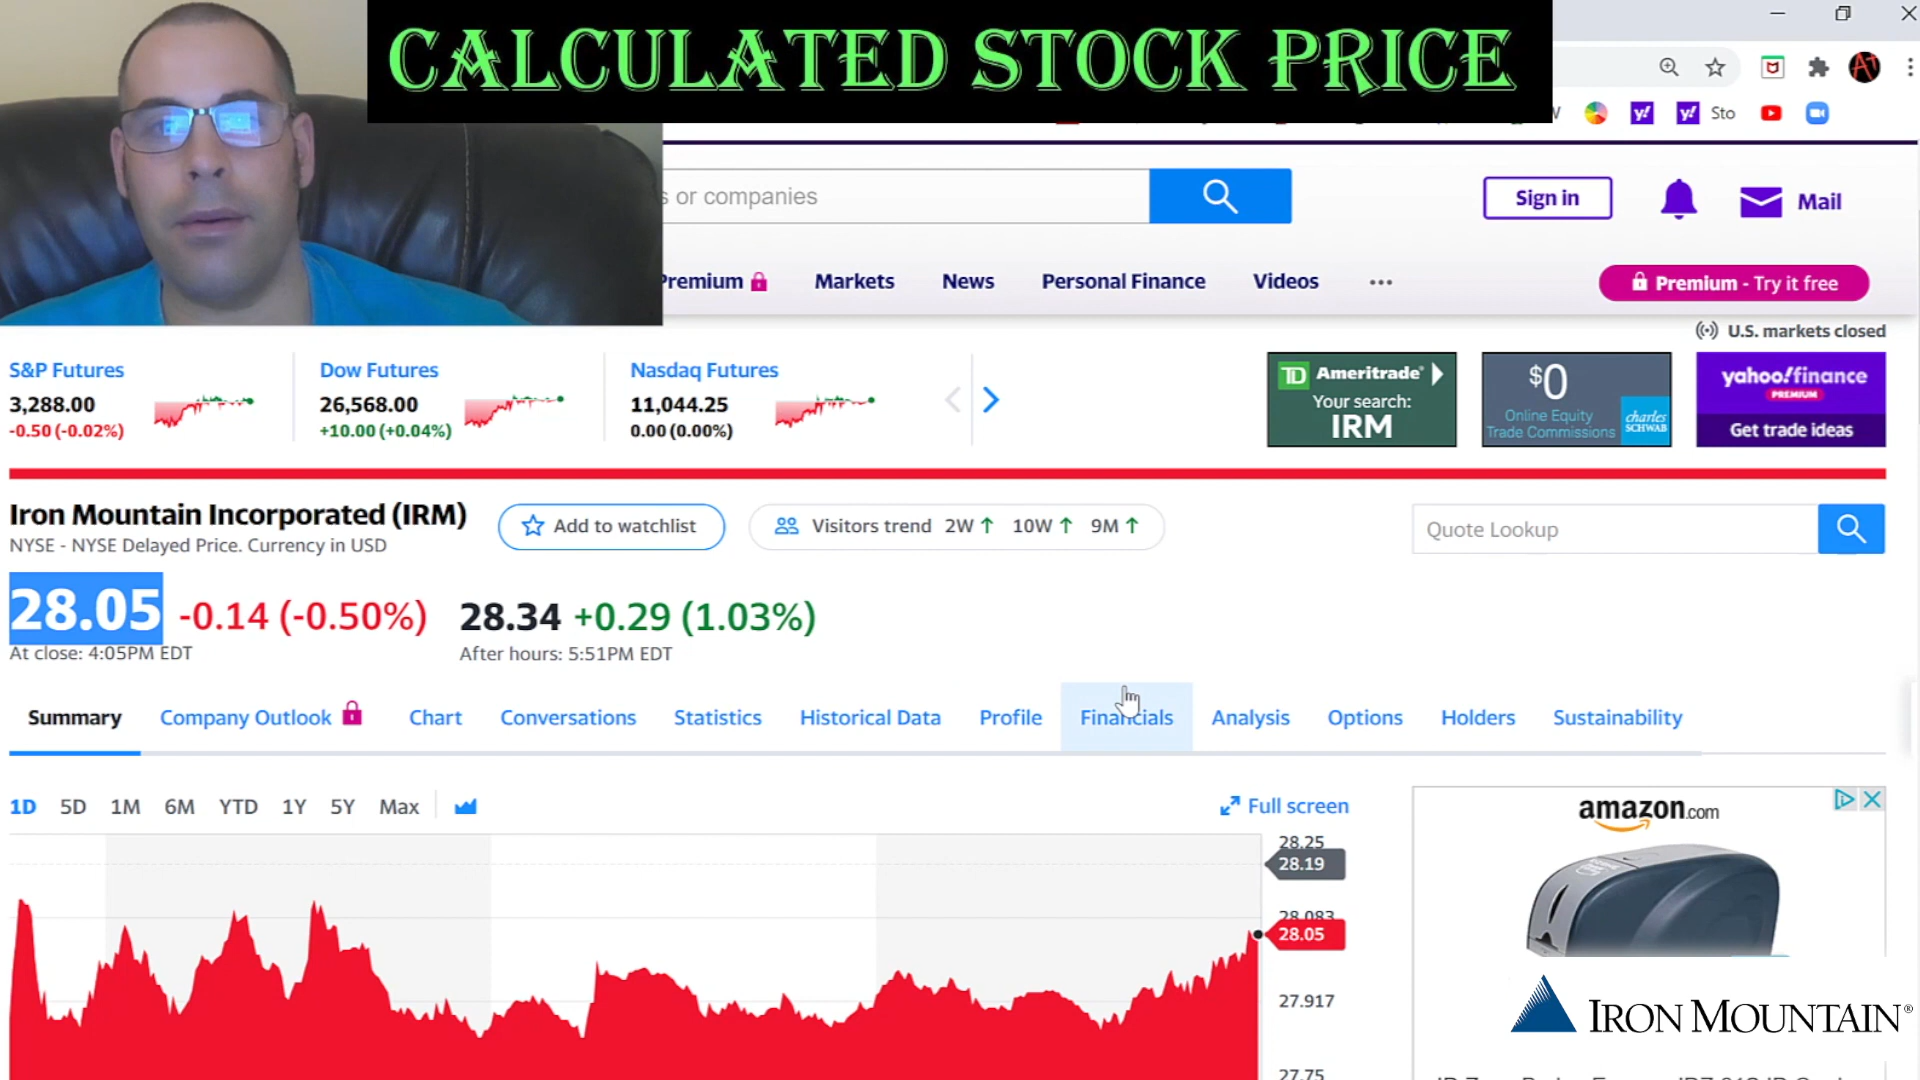 CALCULATED STOCK PRICE
Sto
s or companies
Sign in
Mail
Premium
Markets
News
Personal Finance
Videos
Premium - Try it free
U.S. markets closed
S&P Futures
3,288.00
-0.50 (-0.02%)
Dow Futures
26,568.00
+10.00 (+0.04%)
Nasdaq Futures
11,044.25
0.00 (0.00%)
TD Ameritrade
Your search:
IRM
$0
Online Equity
Trade Commissions
charles
SCHWAB
yahoo!finance
PREMIUM
Get trade ideas
Iron Mountain Incorporated (IRM)
NYSE - NYSE Delayed Price. Currency in USD
Add to watchlist
Visitors trend 2W 10W 9M
Quote Lookup
28.05 -0.14 (-0.50%)
At close: 4:05PM EDT
28.34 +0.29 (1.03%)
After hours: 5:51PM EDT
Summary
Company Outlook
Chart
Conversations
Statistics
Historical Data
Profile
Financials
Analysis
Options
Holders
Sustainability
1D 5D 1M 6M YTD 1Y 5Y Max
Full screen
28.25
28.19
28.083
28.05
27.917
27.75
amazon.com
IRON MOUNTAIN®